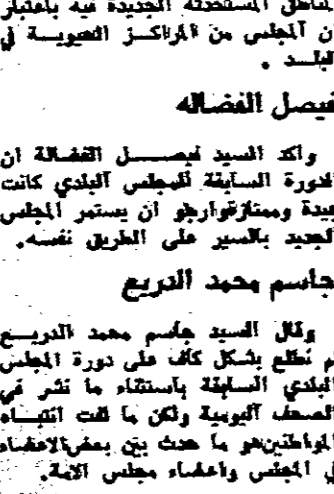 المناطق المستحدثة الجديدة فيه باعتبار
ان المجلس من المراكز الحيوية في
البلد .
فيصل الفضاله
وأكد السيد فيصل الفضالة ان
الدورة السابقة للمجلس البلدي كانت
جيدة وممتازة وارجو ان يستمر المجلس
الجديد بالسير على الطريق نفسه .
جاسم محمد الدريع
وقال السيد جاسم محمد الدريع
لم نطلع بشكل كاف على دورة المجلس
البلدي السابقة باستثناء ما نشر في
الصحف اليومية ولكن ما لفت انتباه
المواطنين هو ما حدث بين بعض الاعضاء
في المجلس واعضاء مجلس الامة .